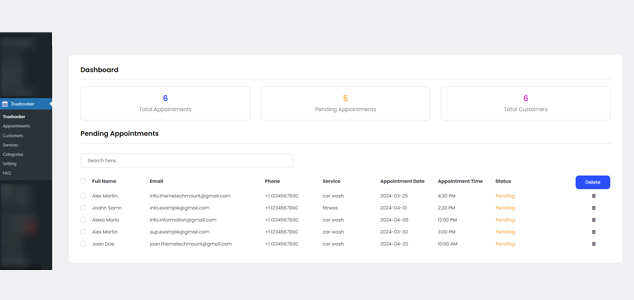 Truebooker
Truebooker
Appointments
Customers
Services
Categories
Setting
FAQ
Dashboard
6 5 6
Total Appointments Pending Appointments Total Customers
Pending Appointments
Search here..
Full Name Email Phone Service Appointment Date Appointment Time Status Delete
Alex Martin info.themetechmount@gmail.com +11234567890 car wash 2024-03-25 4:30 PM Pending
Joahn Samn info.example@gmail.com +11234567890 fitness 2024-04-01 2:30 PM Pending
Alexa Maria info.information@gmail.com +11234567890 car wash 2024-04-05 12:00 PM Pending
Alex Martin sup.example@gmail.com +11234567890 car wash 2024-03-30 3:00 PM Pending
Joan Doe joan.themetechmount@gmail.com +11234567890 car wash 2024-04-20 10:00 AM Pending